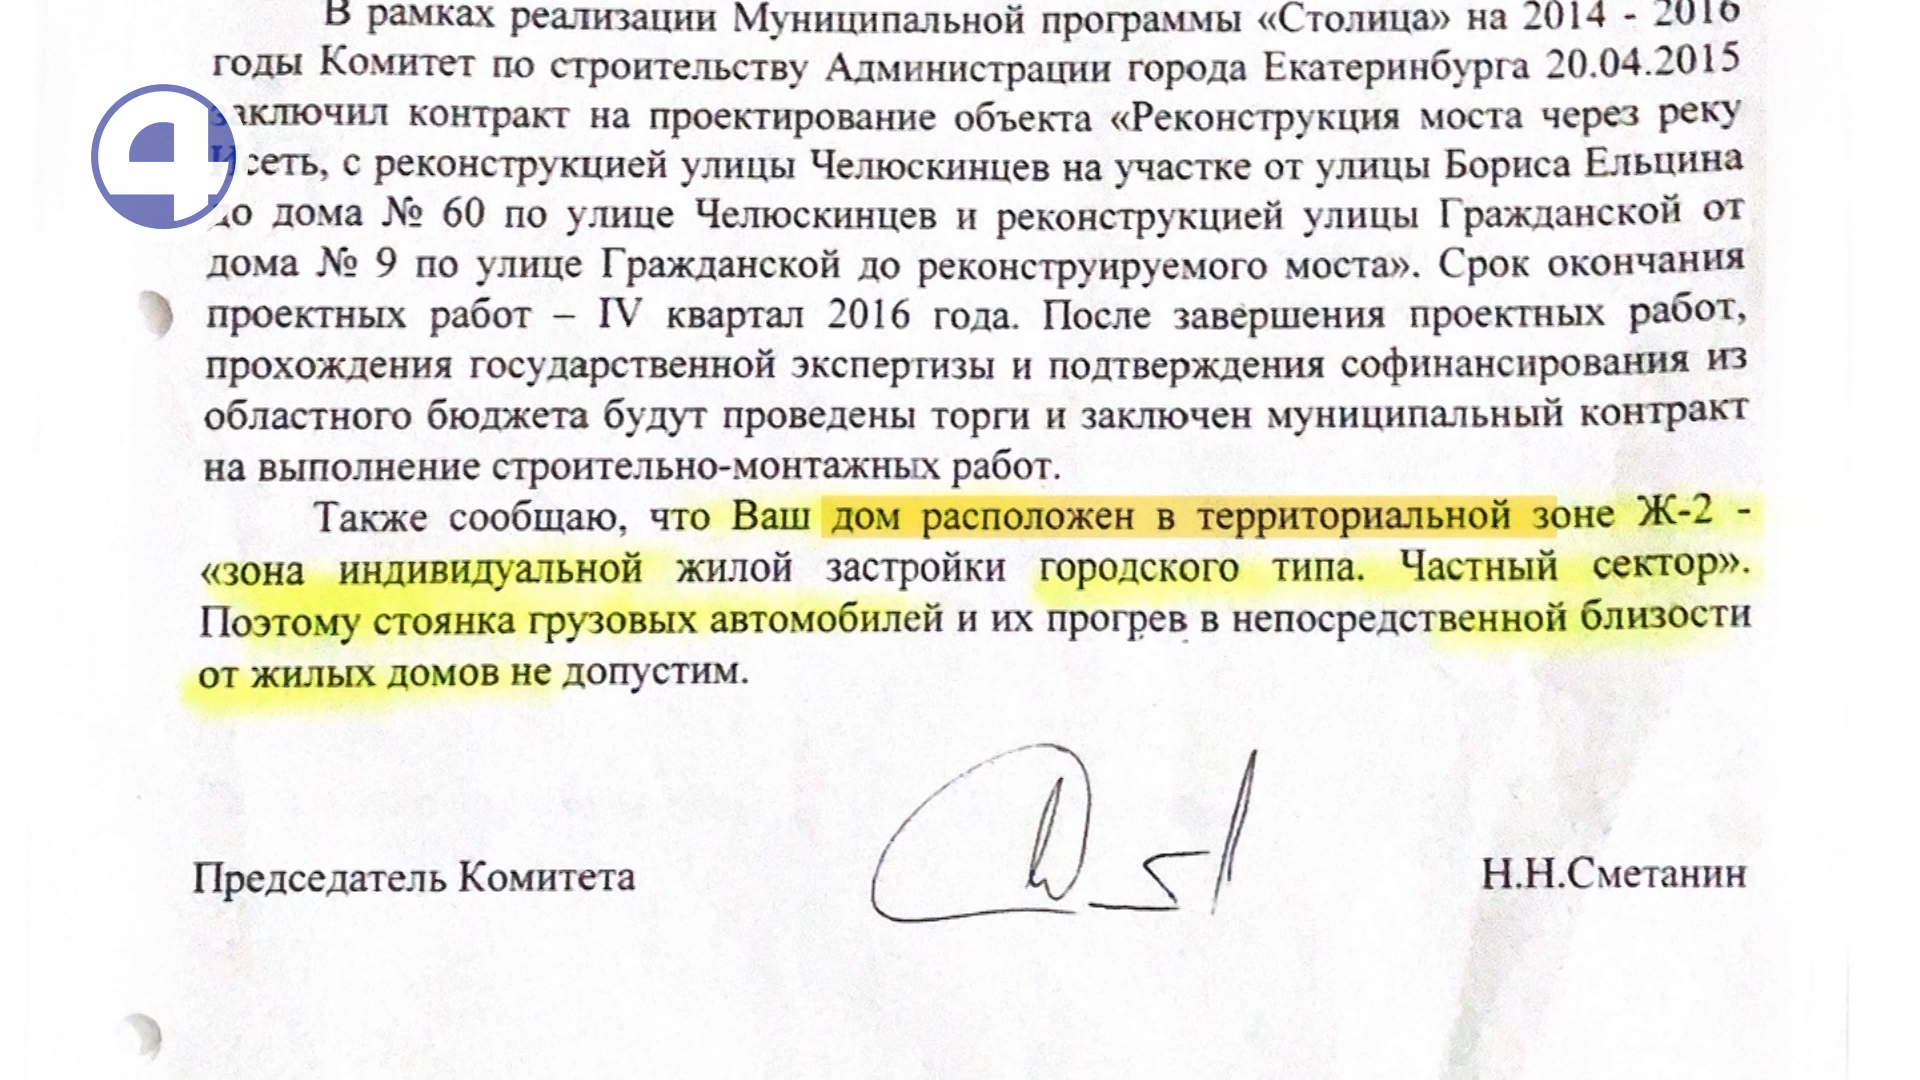 В рамках реализации Муниципальной программы «Столица» на 2014 - 2016
годы Комитет по строительству Администрации города Екатеринбурга 20.04.2015
заключил контракт на проектирование объекта «Реконструкция моста через реку
Исеть, с реконструкцией улицы Челюскинцев на участке от улицы Бориса Ельцина
до дома № 60 по улице Челюскинцев и реконструкцией улицы Гражданской от
дома № 9 по улице Гражданской до реконструируемого моста». Срок окончания
проектных работ – IV квартал 2016 года. После завершения проектных работ,
прохождения государственной экспертизы и подтверждения софинансирования из
областного бюджета будут проведены торги и заключен муниципальный контракт
на выполнение строительно-монтажных работ.
Также сообщаю, что Ваш дом расположен в территориальной зоне Ж-2 -
«зона индивидуальной жилой застройки городского типа. Частный сектор».
Поэтому стоянка грузовых автомобилей и их прогрев в непосредственной близости
от жилых домов не допустим.
Председатель Комитета Н.Н.Сметанин
4